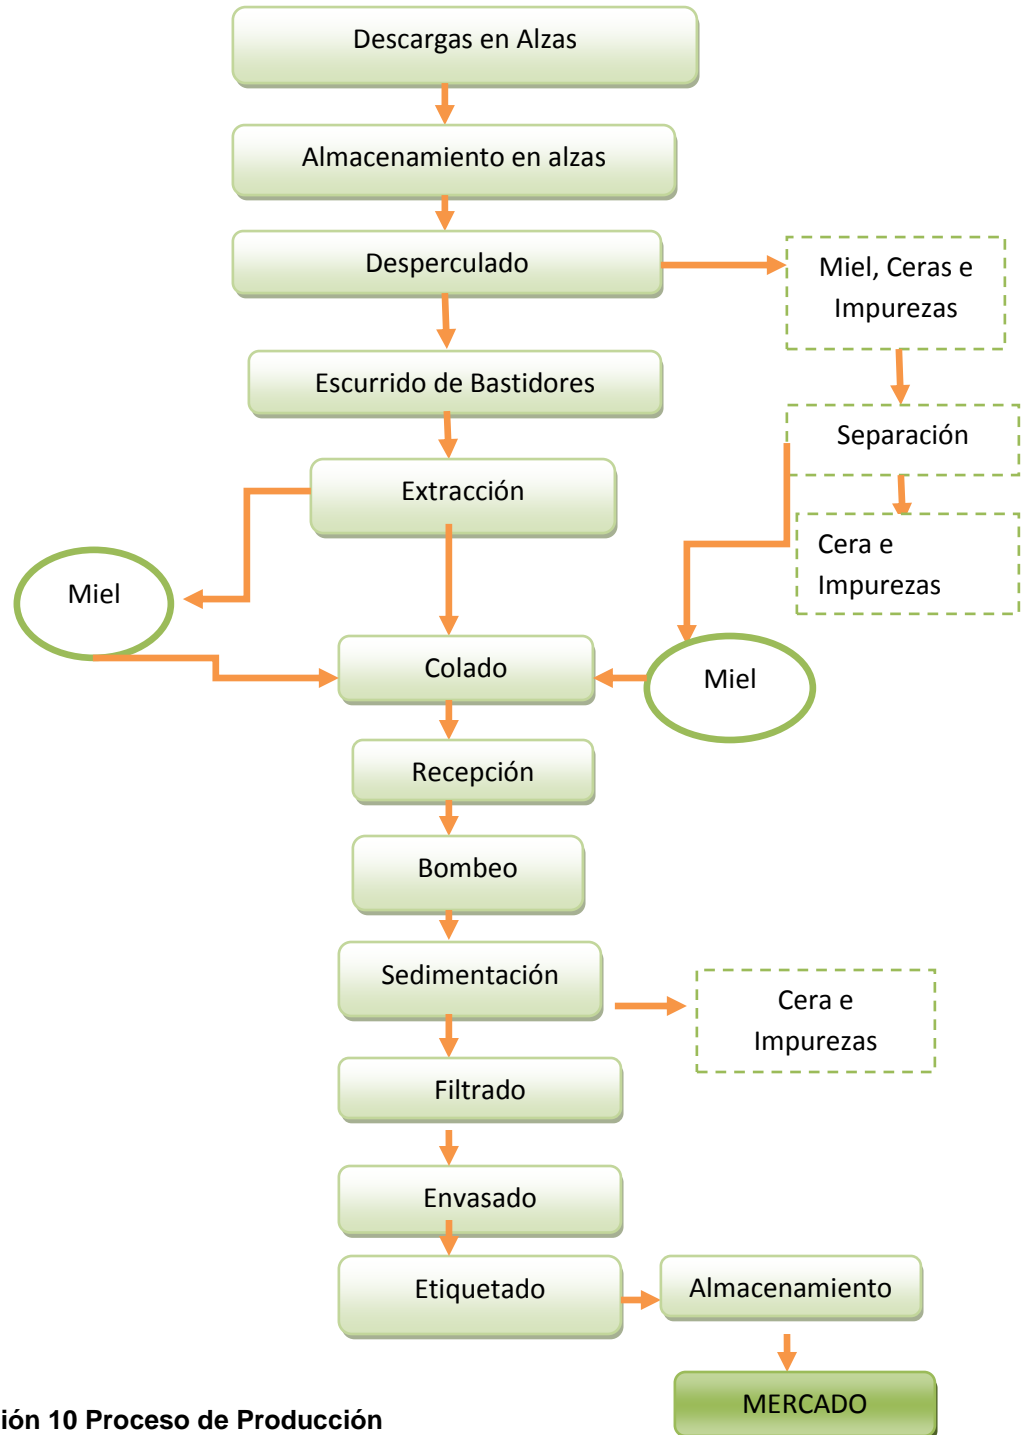 Descargas en Alzas
Almacenamiento en alzas
Desperculado
Miel, Ceras e
Impurezas
Escurrido de Bastidores
Separación
Extracción
Cera e
Impurezas
Miel
Colado
Miel
Recepción
Bombeo
Sedimentación
Cera e
Impurezas
Filtrado
Envasado
Etiquetado
Almacenamiento
MERCADO
ión 10 Proceso de Producción